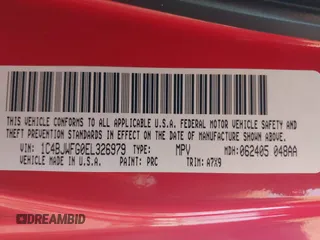 THIS VEHICLE CONFORMS TO ALL APPLICABLE U.S.A. FEDERAL MOTOR VEHICLE SAFETY AND
THEFT PREVENTION STANDARDS IN EFFECT ON THE DATE OF MANUFACTURE SHOWN ABOVE.
VIN: 1C4BJWFG0EL326979 TYPE: MPV MDH: 062405 048AA
VEHICLE MADE IN U.S.A. PAINT: PRC TRIM: A7X9
DREAMBID